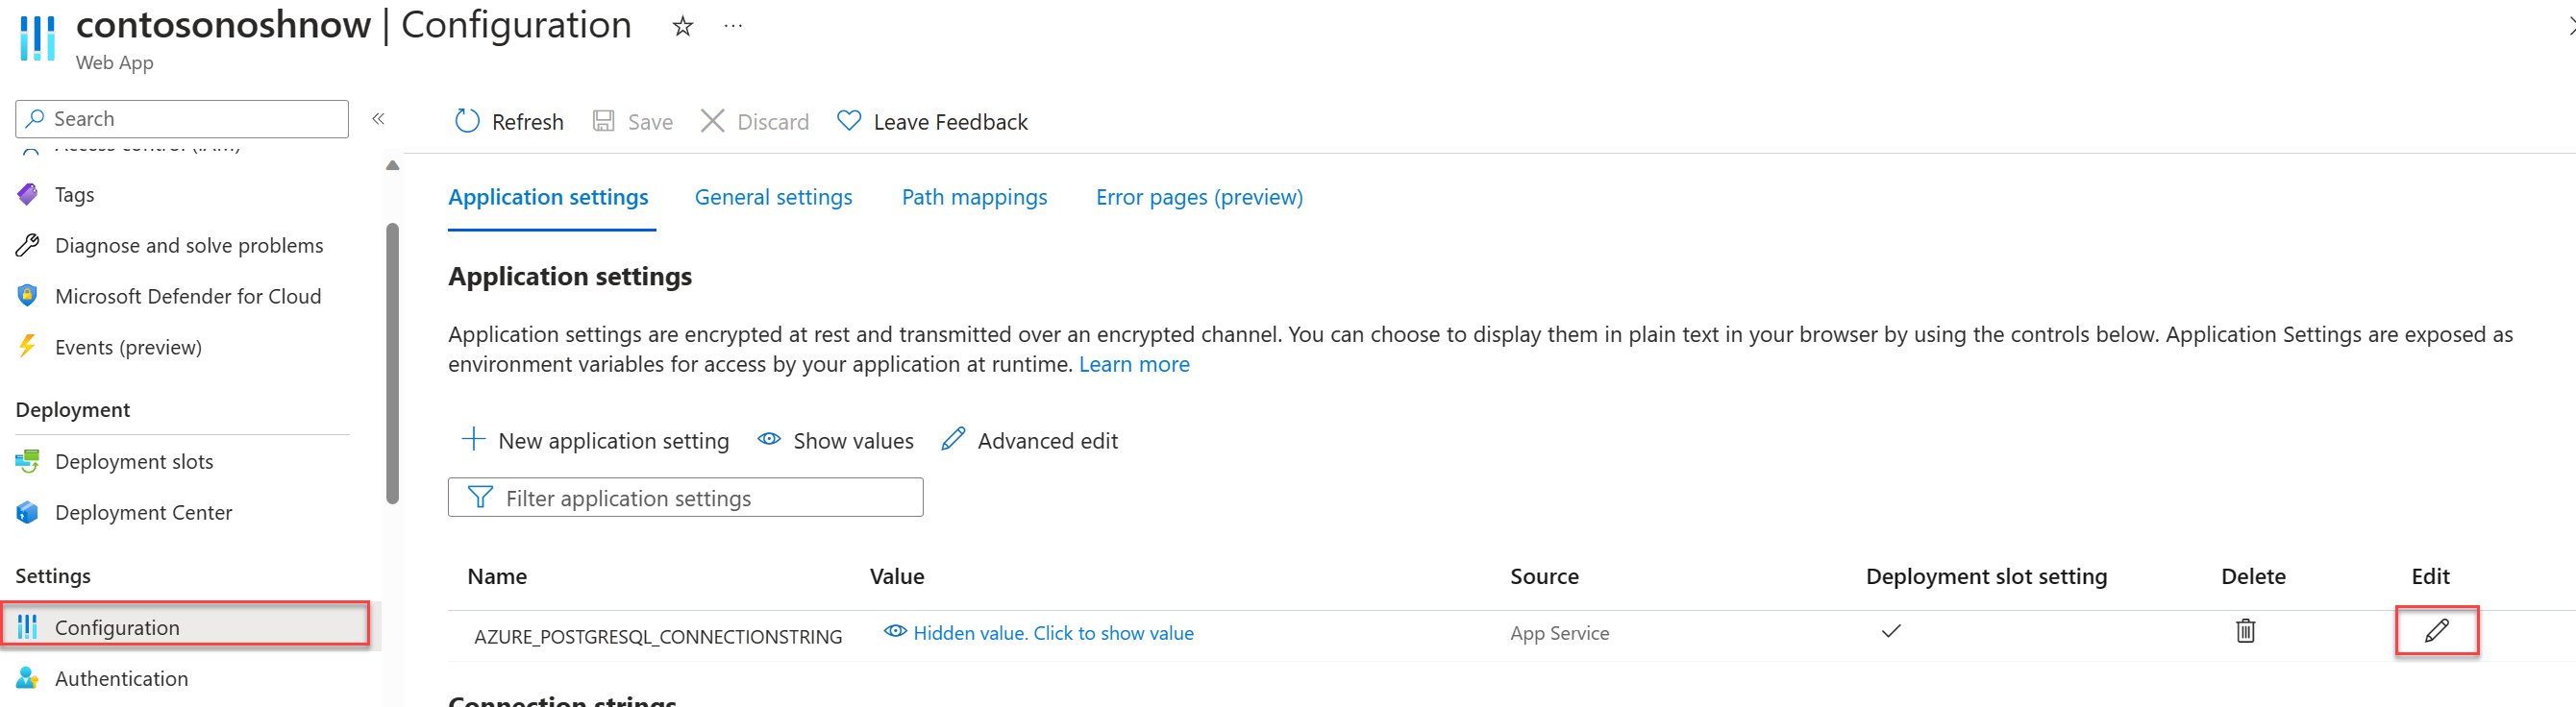 contosonoshnow | Configuration
Web App
Search
«
Access control (IAM)
Tags
Diagnose and solve problems
Microsoft Defender for Cloud
Events (preview)
Deployment
Deployment slots
Deployment Center
Settings
Configuration
Authentication
Refresh
Save
Discard
Leave Feedback
Application settings
General settings
Path mappings
Error pages (preview)
Application settings
Application settings are encrypted at rest and transmitted over an encrypted channel. You can choose to display them in plain text in your browser by using the controls below. Application Settings are exposed as
environment variables for access by your application at runtime. Learn more
New application setting
Show values
Advanced edit
Filter application settings
Name Value Source Deployment slot setting Delete Edit
AZURE_POSTGRESQL_CONNECTIONSTRING Hidden value. Click to show value App Service
Connection strings